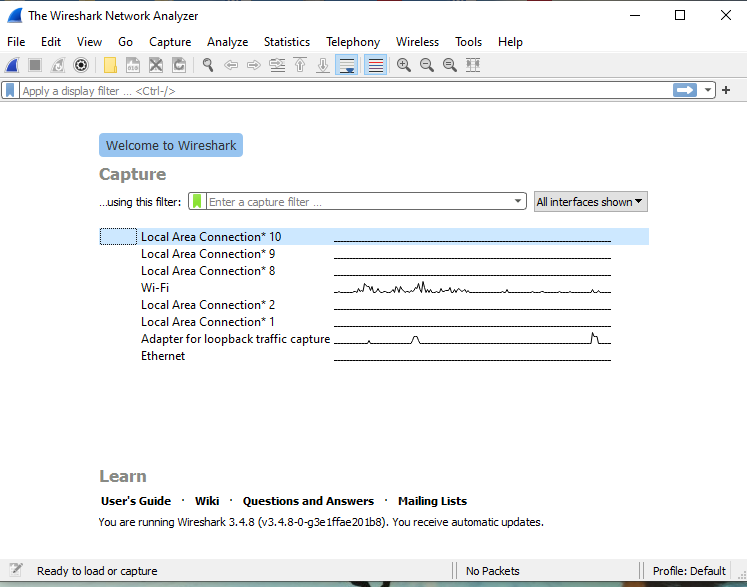 The Wireshark Network Analyzer
File Edit View Go Capture Analyze Statistics Telephony Wireless Tools Help
Apply a display filter ... <Ctrl-/>
Welcome to Wireshark
Capture
...using this filter: Enter a capture filter ... All interfaces shown
Local Area Connection* 10
Local Area Connection* 9
Local Area Connection* 8
Wi-Fi
Local Area Connection* 2
Local Area Connection* 1
Adapter for loopback traffic capture
Ethernet
Learn
User's Guide · Wiki · Questions and Answers · Mailing Lists
You are running Wireshark 3.4.8 (v3.4.8-0-g3e1ffae201b8). You receive automatic updates.
Ready to load or capture No Packets Profile: Default